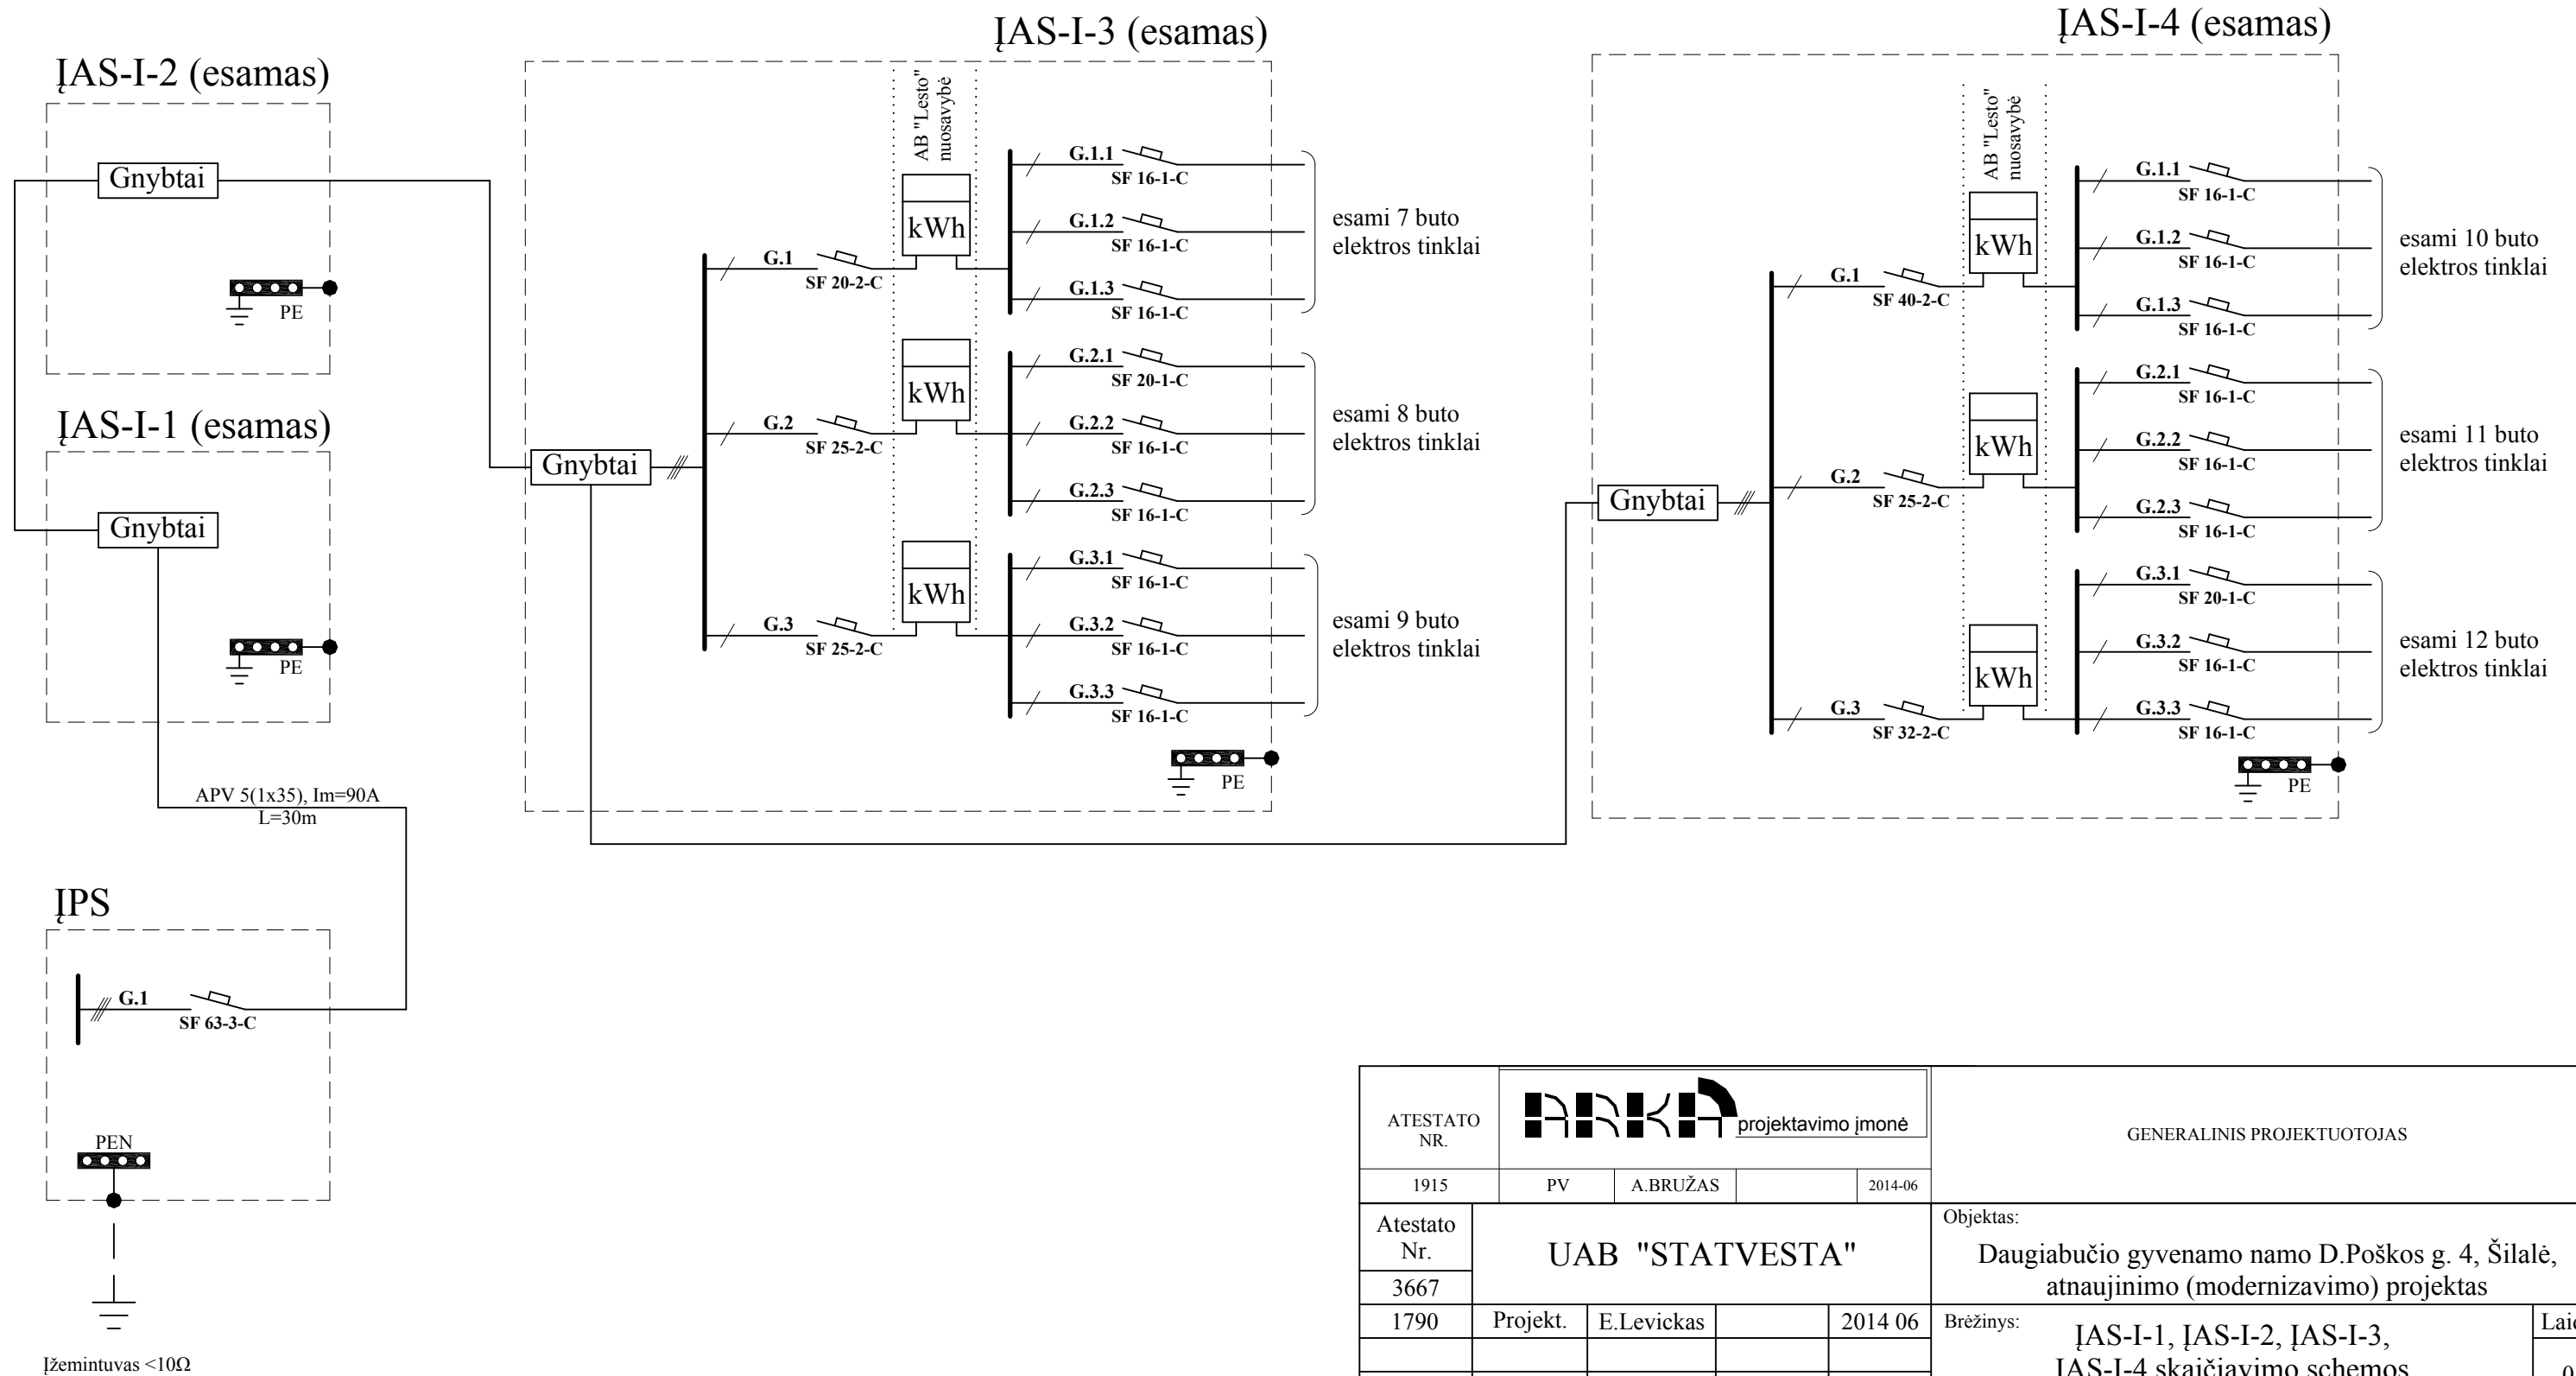 ĮAS-I-2 (esamas)
Gnybtai
PE
ĮAS-I-1 (esamas)
Gnybtai
PE
APV 5(1x35), Im=90A
L=30m
ĮPS
G.1
SF 63-3-C
PEN
Įžemintuvas <10Ω
ĮAS-I-3 (esamas)
AB "Lesto"
nuosavybė
Gnybtai
G.1
SF 20-2-C
kWh
G.1.1
SF 16-1-C
G.1.2
SF 16-1-C
G.1.3
SF 16-1-C
esami 7 buto
elektros tinklai
G.2
SF 25-2-C
kWh
G.2.1
SF 20-1-C
G.2.2
SF 16-1-C
G.2.3
SF 16-1-C
esami 8 buto
elektros tinklai
G.3
SF 25-2-C
kWh
G.3.1
SF 16-1-C
G.3.2
SF 16-1-C
G.3.3
SF 16-1-C
esami 9 buto
elektros tinklai
PE
ĮAS-I-4 (esamas)
AB "Lesto"
nuosavybė
Gnybtai
G.1
SF 40-2-C
kWh
G.1.1
SF 16-1-C
G.1.2
SF 16-1-C
G.1.3
SF 16-1-C
esami 10 buto
elektros tinklai
G.2
SF 25-2-C
kWh
G.2.1
SF 16-1-C
G.2.2
SF 16-1-C
G.2.3
SF 16-1-C
esami 11 buto
elektros tinklai
G.3
SF 32-2-C
kWh
G.3.1
SF 20-1-C
G.3.2
SF 16-1-C
G.3.3
SF 16-1-C
esami 12 buto
elektros tinklai
PE
ATESTATO
NR.
ARKA
projektavimo įmonė
GENERALINIS PROJEKTUOTOJAS
1915 PV A.BRUŽAS 2014-06
Atestato
Nr.
3667
UAB "STATVESTA"
Objektas:
Daugiabučio gyvenamo namo D.Poškos g. 4, Šilalė,
atnaujinimo (modernizavimo) projektas
1790 Projekt. E.Levickas 2014 06
Brėžinys:
ĮAS-I-1, ĮAS-I-2, ĮAS-I-3,
ĮAS-I-4 skaičiavimo schemos
0